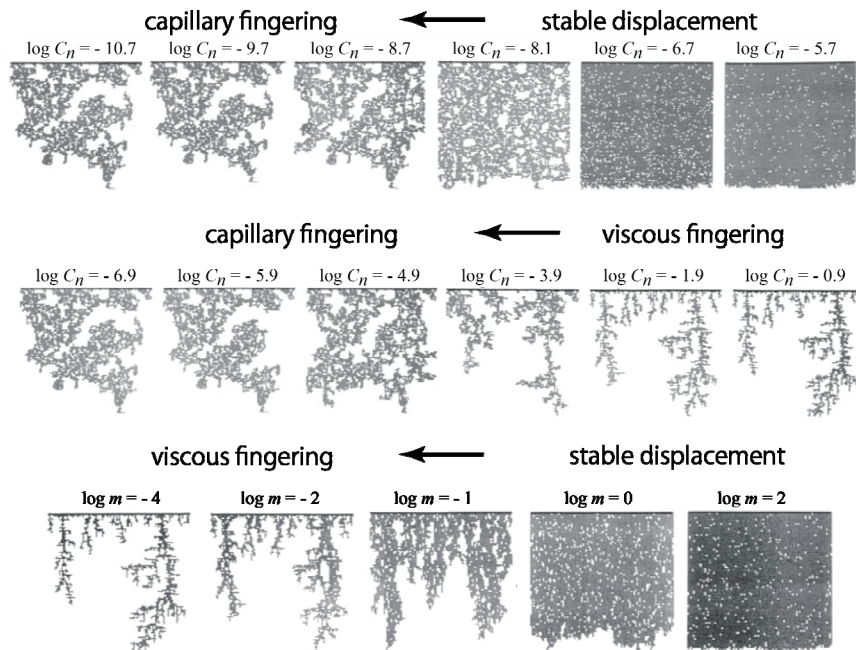 capillary fingering stable displacement
log Cn = - 10.7 log Cn = - 9.7 log Cn = - 8.7 log Cn = - 8.1 log Cn = - 6.7 log Cn = - 5.7
capillary fingering viscous fingering
log Cn = - 6.9 log Cn = - 5.9 log Cn = - 4.9 log Cn = - 3.9 log Cn = - 1.9 log Cn = - 0.9
viscous fingering stable displacement
log m = - 4 log m = - 2 log m = - 1 log m = 0 log m = 2